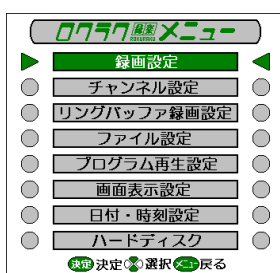 ロクラク 録楽 ROKURAKU メニュー
録画設定
チャンネル設定
リングバッファ録画設定
ファイル設定
プログラム再生設定
画面表示設定
日付・時刻設定
ハードディスク
決定 決定 選択 メニュー 戻る